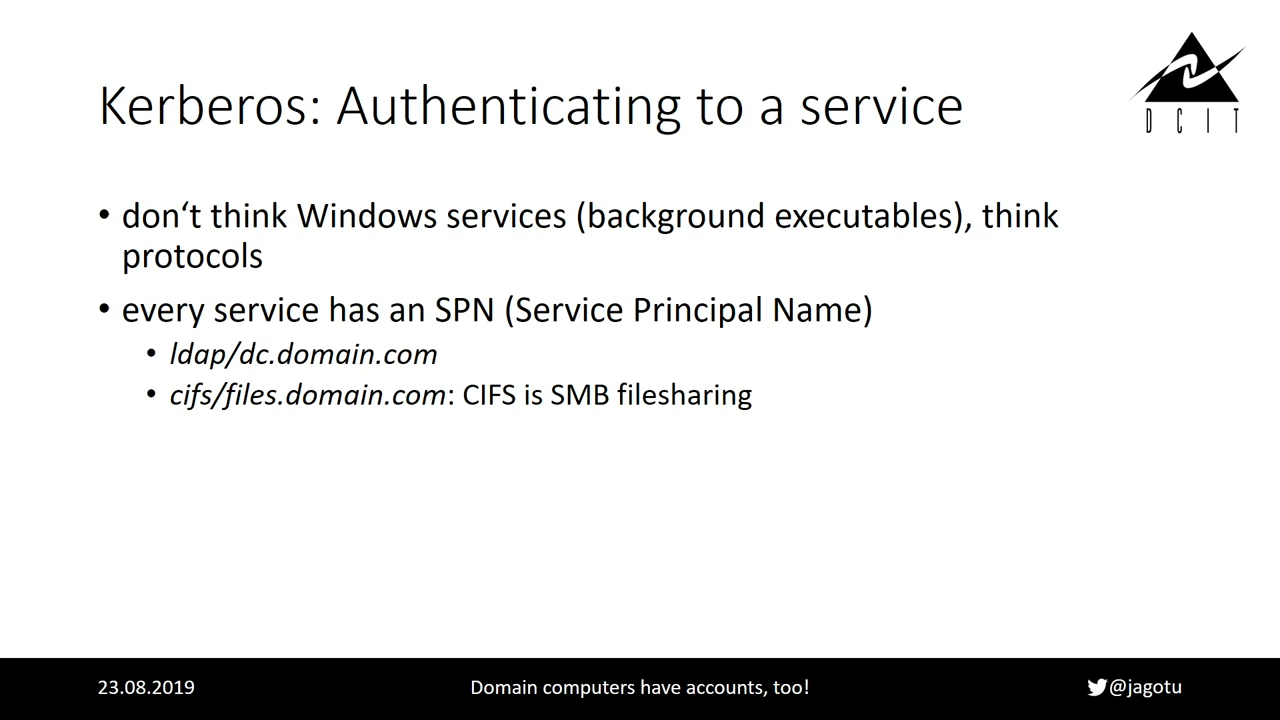 Kerberos: Authenticating to a service
DCIT
• don‘t think Windows services (background executables), think
protocols
• every service has an SPN (Service Principal Name)
• ldap/dc.domain.com
• cifs/files.domain.com: CIFS is SMB filesharing
23.08.2019
Domain computers have accounts, too!
@jagotu